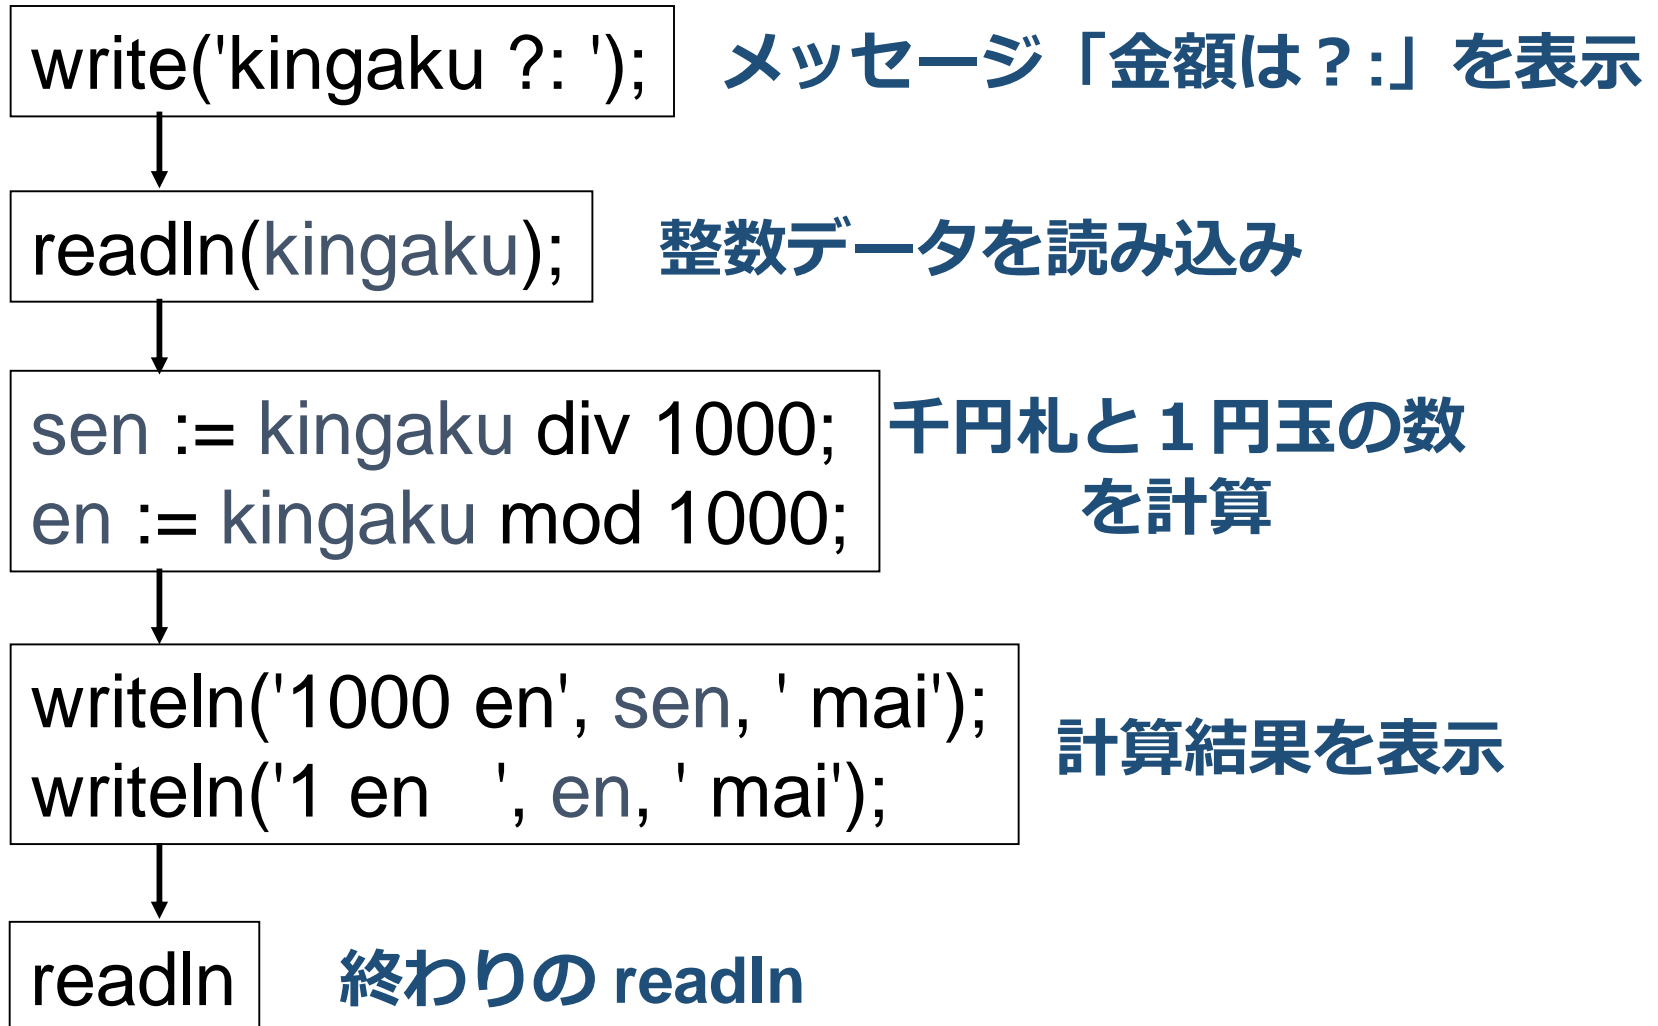 write('kingaku ?: ');
メッセージ「金額は？:」を表示
readln(kingaku);
整数データを読み込み
sen := kingaku div 1000;
en := kingaku mod 1000;
千円札と１円玉の数
を計算
writeln('1000 en', sen, ' mai');
writeln('1 en   ', en, ' mai');
計算結果を表示
readln
終わりの readln